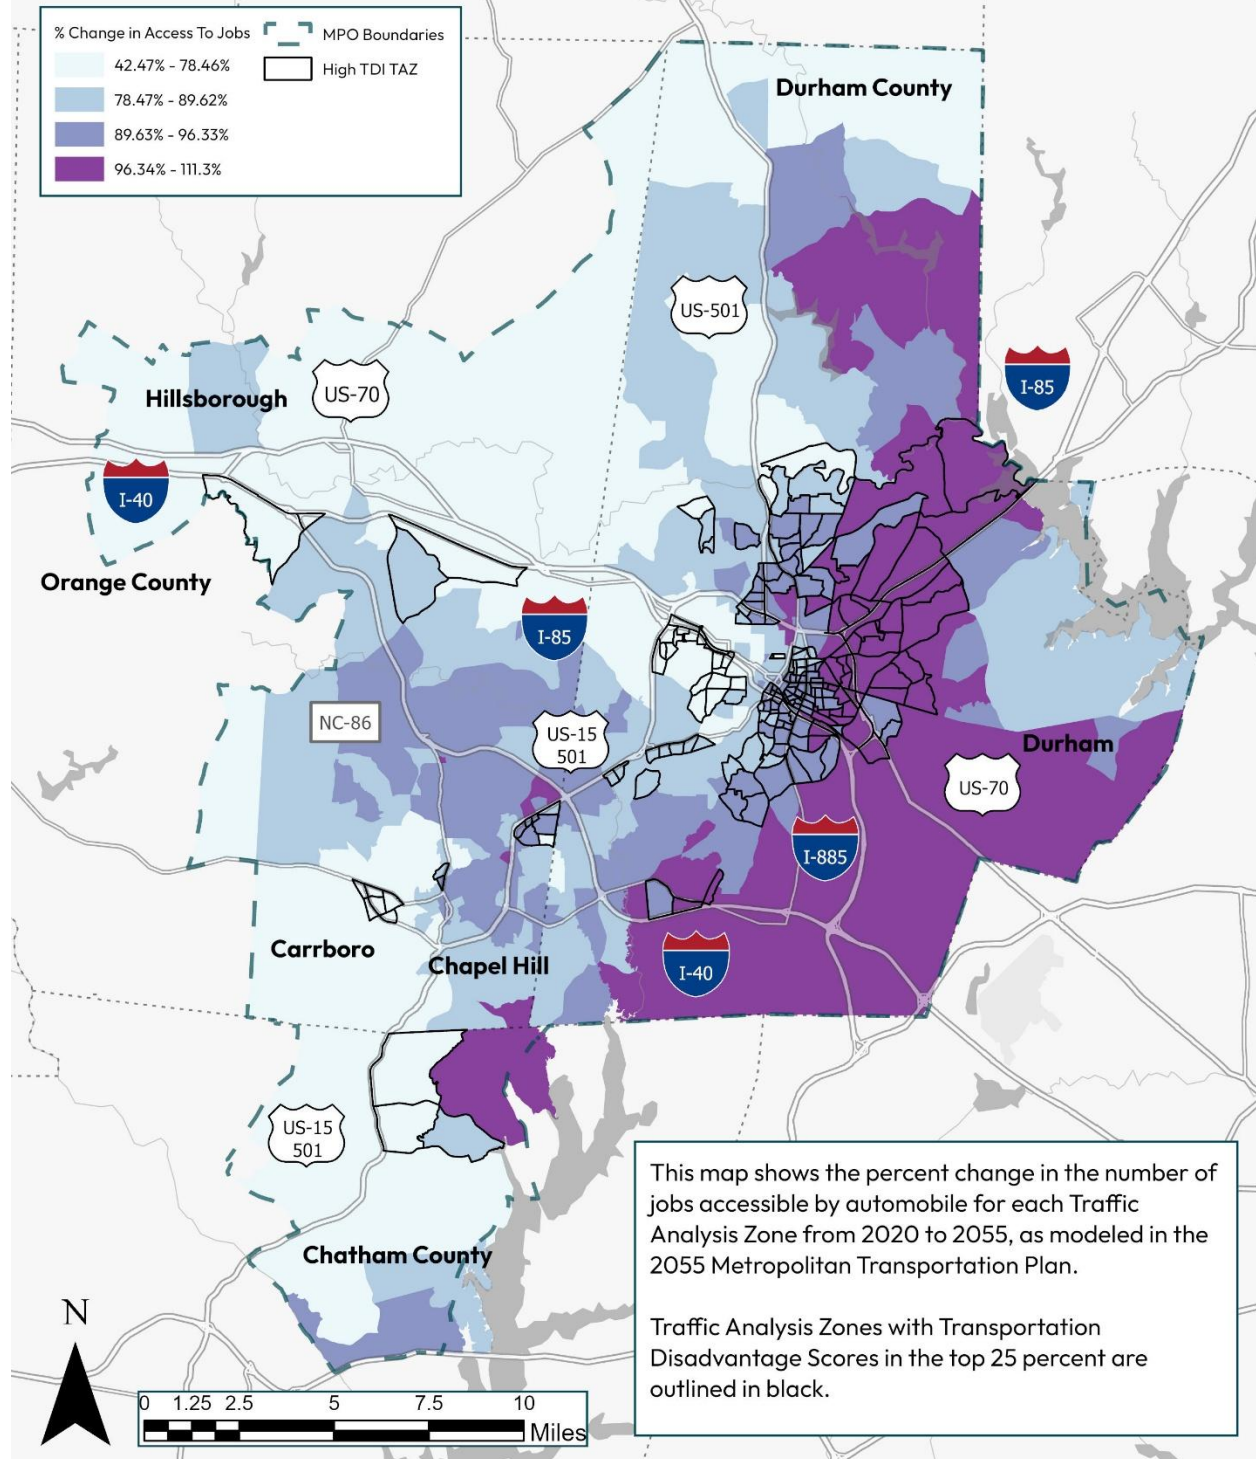 % Change in Access To Jobs
42.47% - 78.46%
78.47% - 89.62%
89.63% - 96.33%
96.34% - 111.3%
MPO Boundaries
High TDI TAZ
Durham County
US-501
I-85
Hillsborough
US-70
I-40
Orange County
I-85
NC-86
US-15
501
Durham
US-70
I-885
Carrboro
Chapel Hill
I-40
US-15
501
Chatham County
This map shows the percent change in the number of
jobs accessible by automobile for each Traffic
Analysis Zone from 2020 to 2055, as modeled in the
2055 Metropolitan Transportation Plan.
Traffic Analysis Zones with Transportation
Disadvantage Scores in the top 25 percent are
outlined in black.
N
0 1.25 2.5 5 7.5 10
Miles